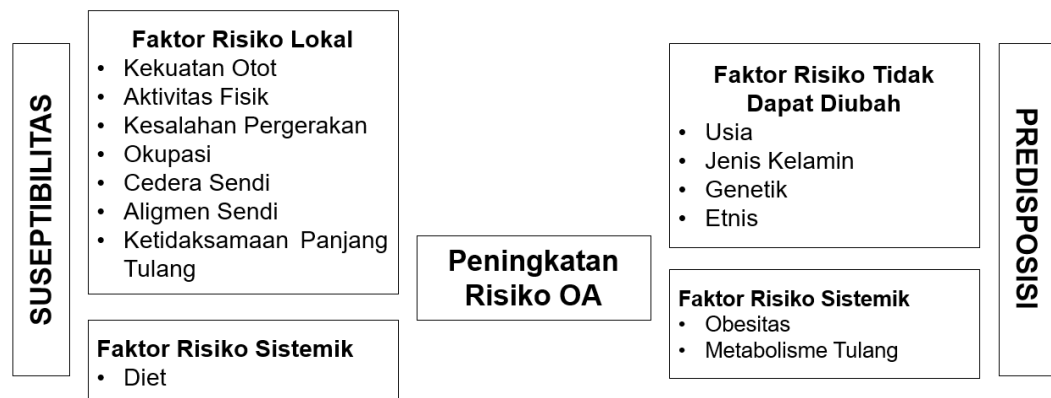 SUSEPTIBILITAS
Faktor Risiko Lokal
• Kekuatan Otot
• Aktivitas Fisik
• Kesalahan Pergerakan
• Okupasi
• Cedera Sendi
• Aligmen Sendi
• Ketidaksamaan Panjang
Tulang
Faktor Risiko Sistemik
• Diet
Peningkatan
Risiko OA
Faktor Risiko Tidak
Dapat Diubah
• Usia
• Jenis Kelamin
• Genetik
• Etnis
Faktor Risiko Sistemik
• Obesitas
• Metabolisme Tulang
PREDISPOSISI